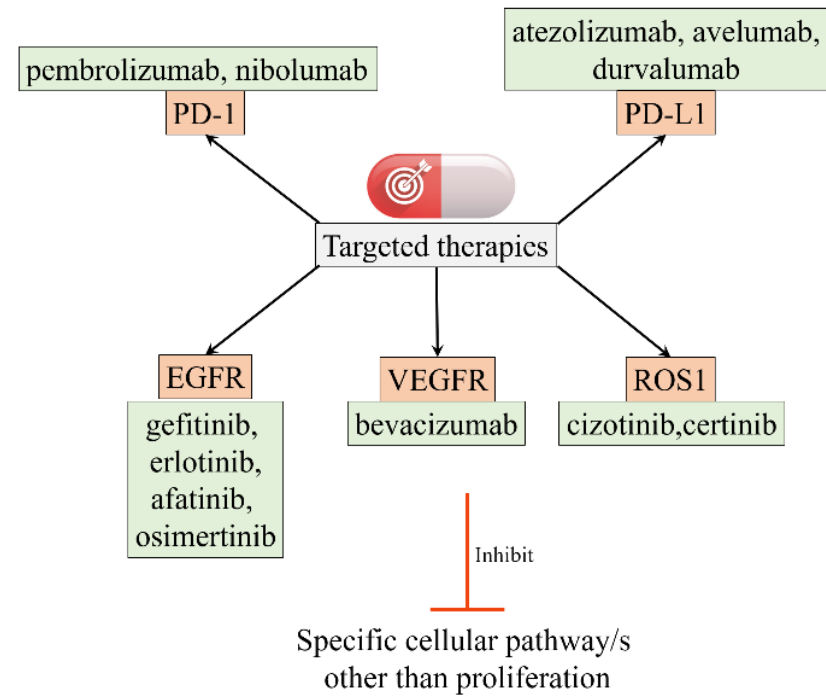 pembrolizumab, nibolumab
PD-1
atezolizumab, avelumab,
durvalumab
PD-L1
Targeted therapies
EGFR
gefitinib,
erlotinib,
afatinib,
osimertinib
VEGFR
bevacizumab
ROS1
cizotinib,certinib
Inhibit
Specific cellular pathway/s
other than proliferation